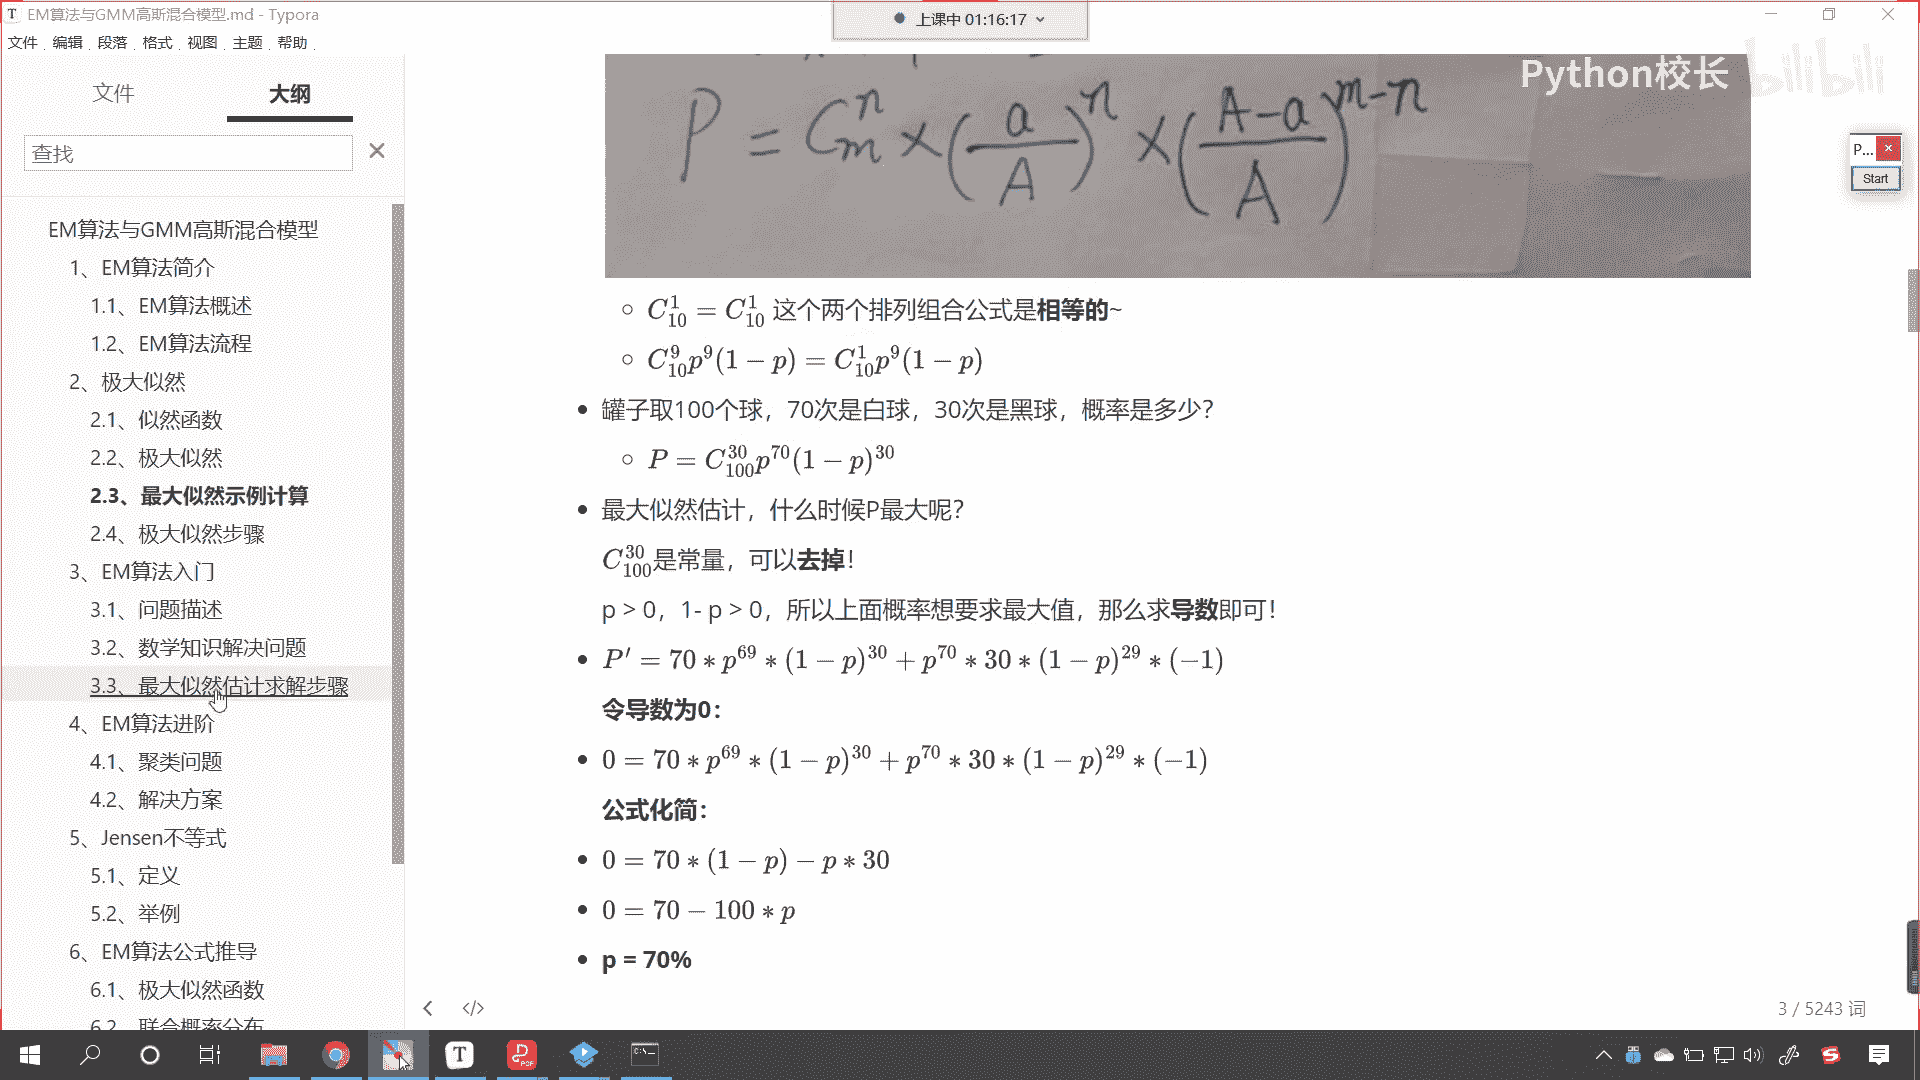 EM算法与GMM高斯混合模型.md - Typora
上课中 01:16:17
文件 编辑 段落 格式 视图 主题 帮助
Python校长
bilibili
文件 大纲
查找
P...
Start
EM算法与GMM高斯混合模型
1、EM算法简介
1.1、EM算法概述
1.2、EM算法流程
2、极大似然
2.1、似然函数
2.2、极大似然
2.3、最大似然示例计算
2.4、极大似然步骤
3、EM算法入门
3.1、问题描述
3.2、数学知识解决问题
3.3、最大似然估计求解步骤
4、EM算法进阶
4.1、聚类问题
4.2、解决方案
5、Jensen不等式
5.1、定义
5.2、举例
6、EM算法公式推导
6.1、极大似然函数
6.2、联合概率分布
P = C_m^n × (a/A)^n × ((A-a)/A)^{m-n}
C_{10}^1 = C_{10}^1 这个两个排列组合公式是相等的~
C_{10}^9 p^9(1 − p) = C_{10}^1 p^9(1 − p)
罐子取100个球，70次是白球，30次是黑球，概率是多少？
P = C_{100}^{30} p^{70}(1 − p)^{30}
最大似然估计，什么时候P最大呢？
C_{100}^{30}是常量，可以去掉！
p > 0，1- p > 0，所以上面概率想要求最大值，那么求导数即可！
P′ = 70 ∗ p^{69} ∗ (1 − p)^{30} + p^{70} ∗ 30 ∗ (1 − p)^{29} ∗ (−1)
令导数为0：
0 = 70 ∗ p^{69} ∗ (1 − p)^{30} + p^{70} ∗ 30 ∗ (1 − p)^{29} ∗ (−1)
公式化简：
0 = 70 ∗ (1 − p) − p ∗ 30
0 = 70 − 100 ∗ p
p = 70%
3 / 5243 词